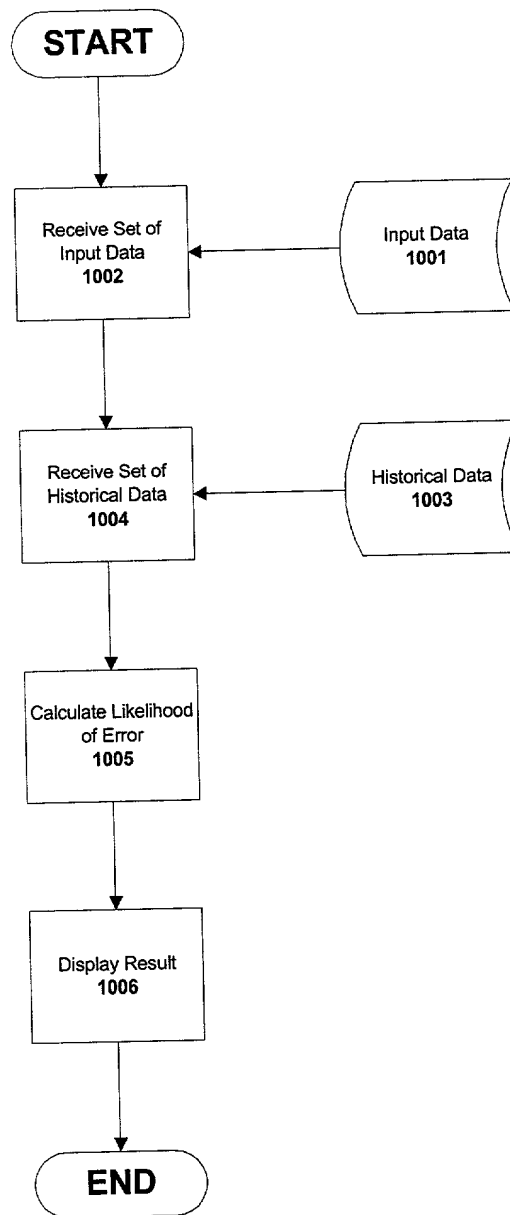 START
Receive Set of
Input Data
1002
Input Data
1001
Receive Set of
Historical Data
1004
Historical Data
1003
Calculate Likelihood
of Error
1005
Display Result
1006
END